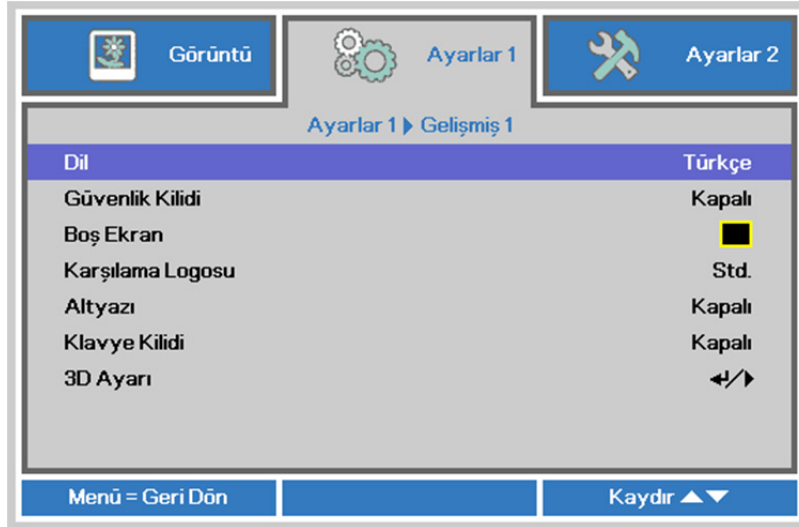 Görüntü
Ayarlar 1
Ayarlar 2
Ayarlar 1 Gelişmiş 1
Dil Türkçe
Güvenlik Kilidi Kapalı
Boş Ekran
Karşılama Logosu Std.
Altyazı Kapalı
Klavye Kilidi Kapalı
3D Ayarı ↵/▶
Menü = Geri Dön
Kaydır ▲▼